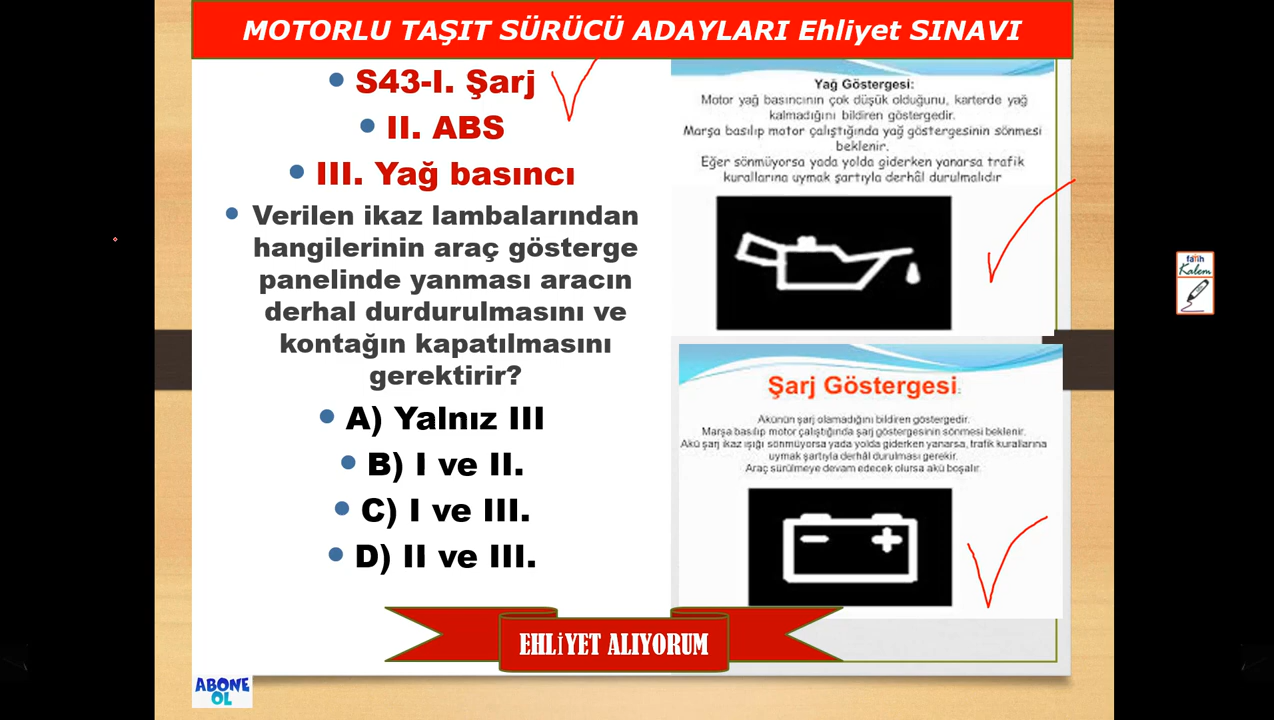 MOTORLU TAŞIT SÜRÜCÜ ADAYLARI Ehliyet SINAVI
S43-I. Şarj
II. ABS
III. Yağ basıncı
Verilen ikaz lambalarından
hangilerinin araç gösterge
panelinde yanması aracın
derhal durdurulmasını ve
kontağın kapatılmasını
gerektirir?
A) Yalnız III
B) I ve II.
C) I ve III.
D) II ve III.
Yağ Göstergesi:
Motor yağ basıncının çok düşük olduğunu, karterde yağ
kalmadığını bildiren göstergedir.
Marşa basılıp motor çalıştığında yağ göstergesinin sönmesi
beklenir.
Eğer sönmüyorsa yada yolda giderken yanarsa trafik
kurallarına uymak şartıyla derhâl durulmalıdır
Şarj Göstergesi:
Akünün şarj olamadığını bildiren göstergedir.
Marşa basılıp motor çalıştığında şarj göstergesinin sönmesi beklenir.
Akü şarj ikaz ışığı sönmüyorsa yada yolda giderken yanarsa, trafik kurallarına
uymak şartıyla derhâl durulması gerekir.
Araç sürülmeye devam edecek olursa akü boşalır.
EHLİYET ALIYORUM
ABONE
OL
fatih
Kalem